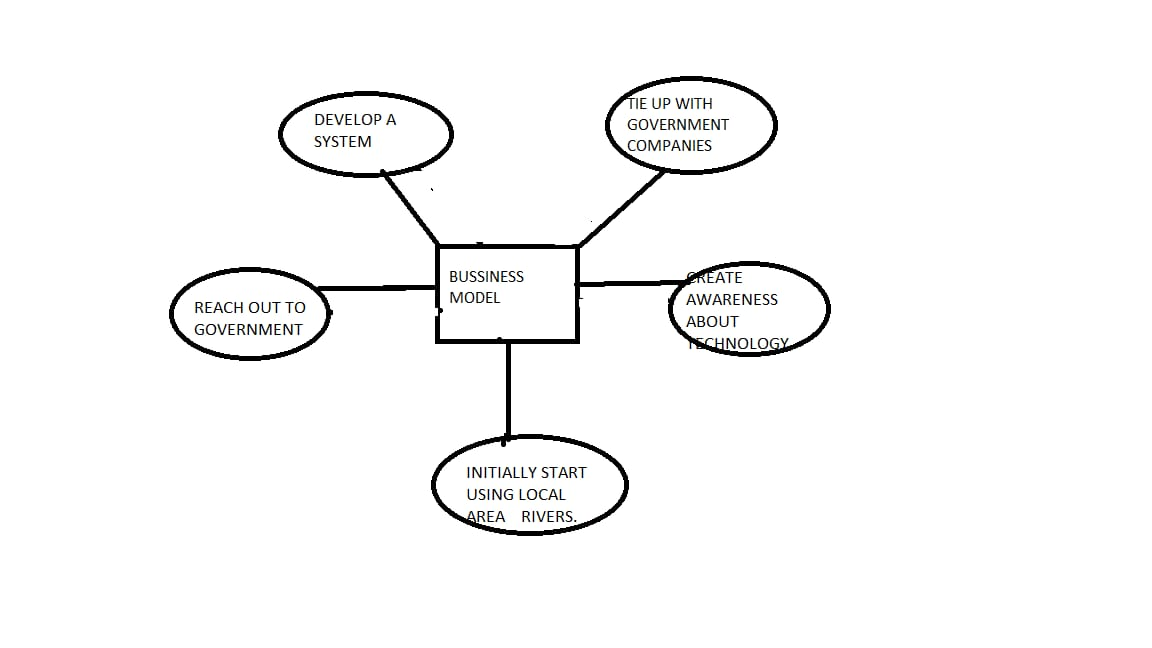 DEVELOP A
SYSTEM
TIE UP WITH
GOVERNMENT
COMPANIES
BUSSINESS
MODEL
REACH OUT TO
GOVERNMENT
CREATE
AWARENESS
ABOUT
TECHNOLOGY
INITIALLY START
USING LOCAL
AREA RIVERS.